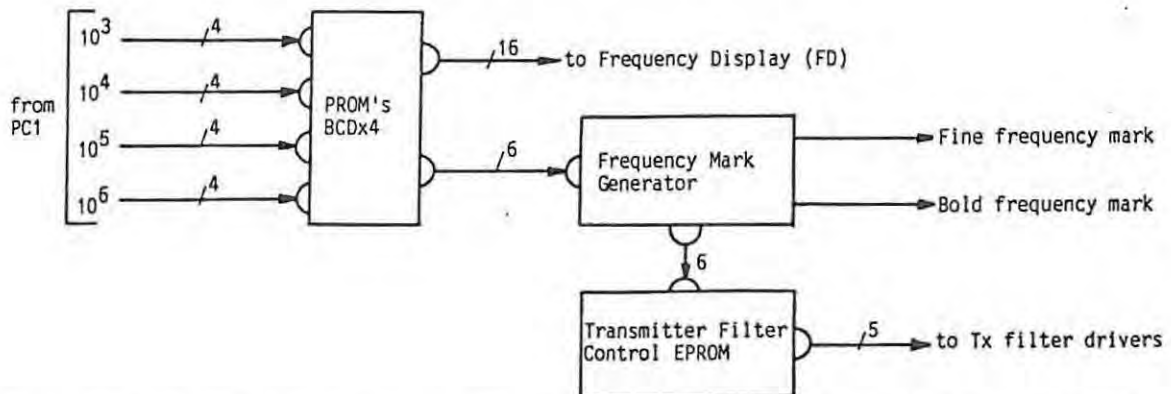 from
PC1
10³
4
10⁴
4
10⁵
4
10⁶
4
PROM's
BCDx4
16
to Frequency Display (FD)
6
Frequency Mark
Generator
Fine frequency mark
Bold frequency mark
6
Transmitter Filter
Control EPROM
5
to Tx filter drivers